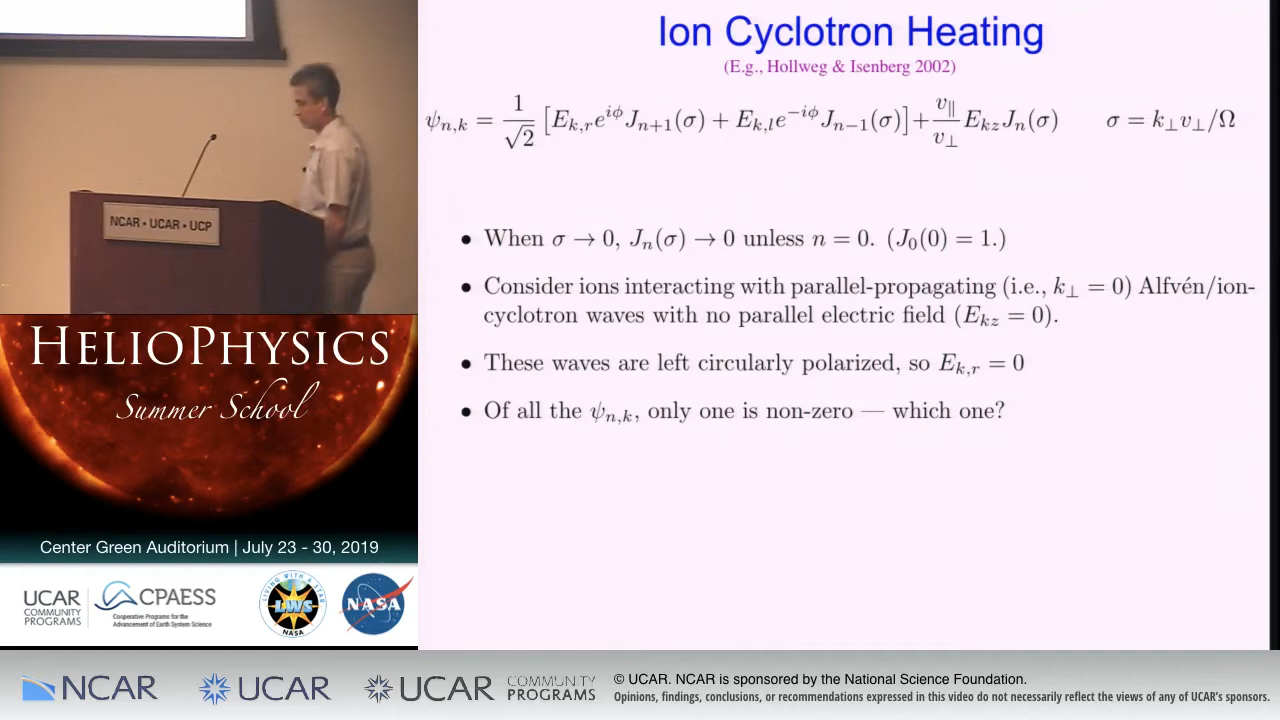 Ion Cyclotron Heating
(E.g., Hollweg & Isenberg 2002)
ψ_{n,k} = \frac{1}{\sqrt{2}} [E_{k,r}e^{iϕ}J_{n+1}(σ) + E_{k,l}e^{-iϕ}J_{n-1}(σ)] + \frac{v_∥}{v_⊥} E_{kz}J_n(σ)   σ = k_⊥v_⊥/Ω
• When σ → 0, J_n(σ) → 0 unless n = 0. (J_0(0) = 1.)
• Consider ions interacting with parallel-propagating (i.e., k_⊥ = 0) Alfvén/ion-
cyclotron waves with no parallel electric field (E_{kz} = 0).
• These waves are left circularly polarized, so E_{k,r} = 0
• Of all the ψ_{n,k}, only one is non-zero — which one?
NCAR • UCAR • UCP
HELIOPHYSICS
Summer School
Center Green Auditorium | July 23 - 30, 2019
UCAR
COMMUNITY
PROGRAMS
CPAESS
Cooperative Programs for the
Advancement of Earth System Science
LIVING WITH A STAR
LWS
NASA
NASA
NCAR
UCAR
UCAR
COMMUNITY
PROGRAMS
© UCAR. NCAR is sponsored by the National Science Foundation.
Opinions, findings, conclusions, or recommendations expressed in this video do not necessarily reflect the views of any of UCAR's sponsors.